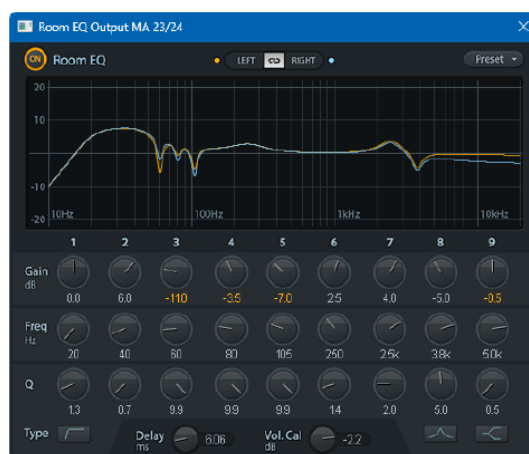 Room EQ Output MA 23/24
ON Room EQ LEFT RIGHT Preset
20
10
0
-10
-20 10Hz 100Hz 1kHz 10kHz
1 2 3 4 5 6 7 8 9
Gain
dB
0.0 6.0 -11.0 -3.5 -7.0 2.5 4.0 -5.0 -0.5
Freq
Hz
20 40 60 80 105 250 2.5k 3.8k 5.0k
Q
1.3 0.7 9.9 9.9 9.9 1.4 2.0 5.0 0.5
Type Delay ms 6.06 Vol. Cal dB -2.2